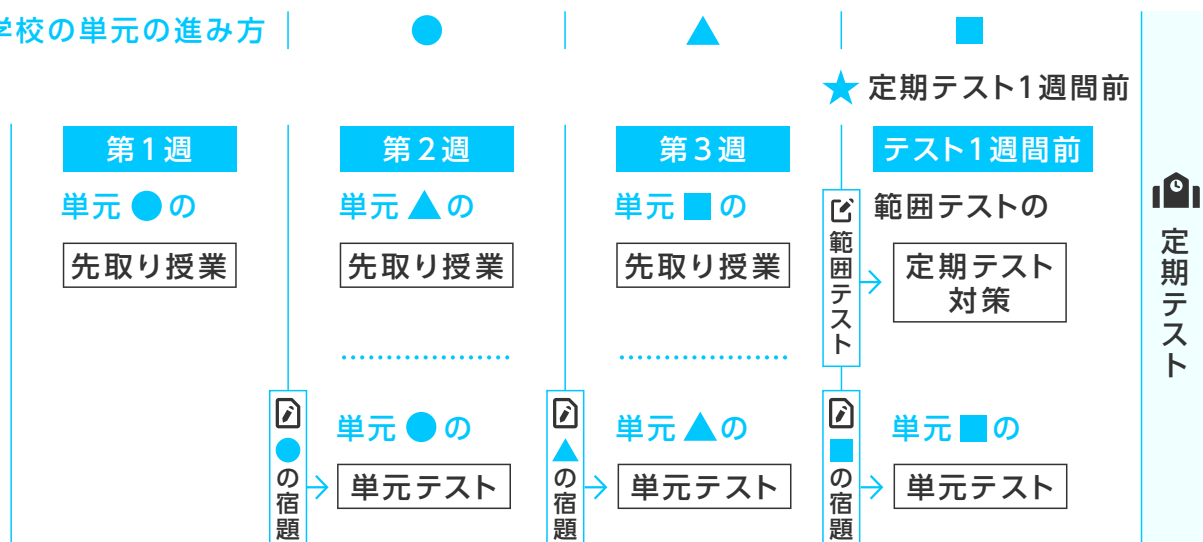 学校の単元の進み方
● ▲ ■
★ 定期テスト1週間前
第1週
単元 ● の
先取り授業
第2週
単元 ▲ の
先取り授業
●の宿題
単元 ● の
単元テスト
第3週
単元 ■ の
先取り授業
▲の宿題
単元 ▲ の
単元テスト
テスト1週間前
範囲テスト
範囲テストの
定期テスト
対策
■の宿題
単元 ■ の
単元テスト
定期テスト